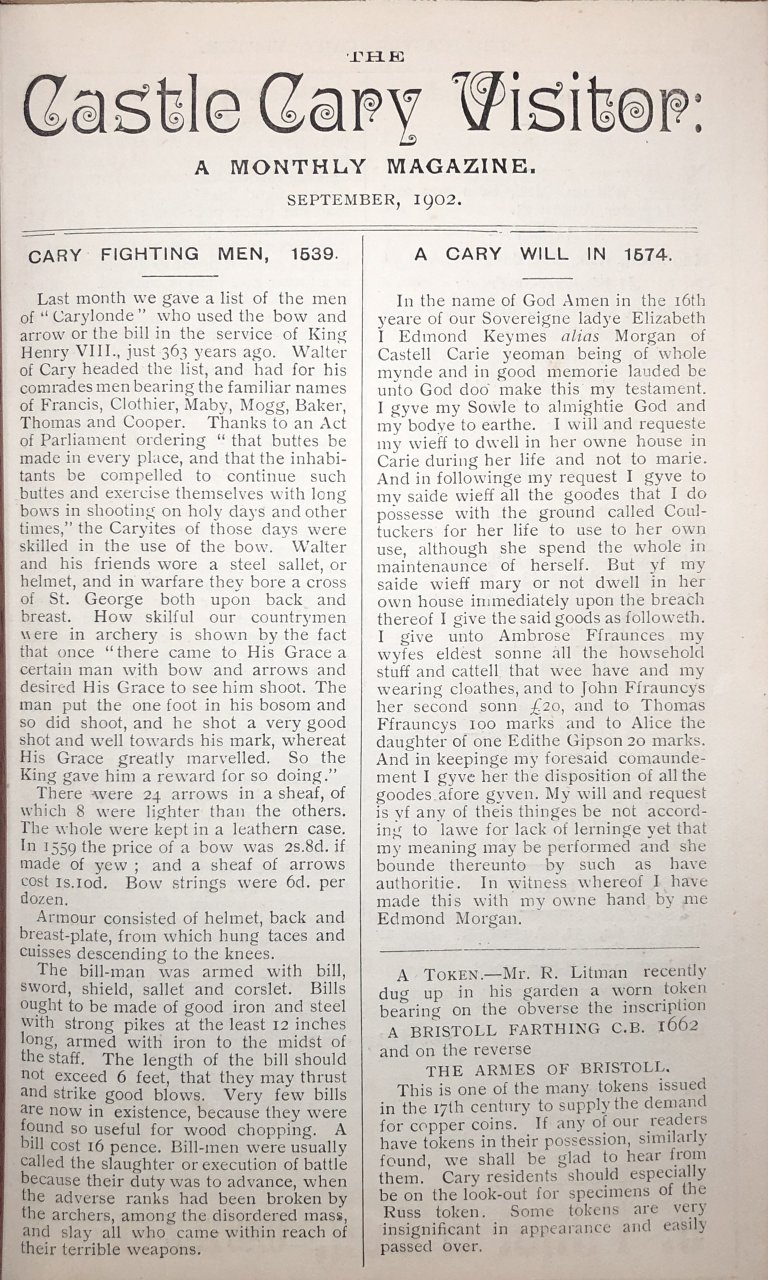 THE
Castle Cary Visitor:
A MONTHLY MAGAZINE.
SEPTEMBER, 1902.
CARY FIGHTING MEN, 1539.
Last month we gave a list of the men
of "Carylonde" who used the bow and
arrow or the bill in the service of King
Henry VIII., just 363 years ago. Walter
of Cary headed the list, and had for his
comrades men bearing the familiar names
of Francis, Clothier, Maby, Mogg, Baker,
Thomas and Cooper. Thanks to an Act
of Parliament ordering "that buttes be
made in every place, and that the inhabi-
tants be compelled to continue such
buttes and exercise themselves with long
bows in shooting on holy days and other
times," the Caryites of those days were
skilled in the use of the bow. Walter
and his friends wore a steel sallet, or
helmet, and in warfare they bore a cross
of St. George both upon back and
breast. How skilful our countrymen
were in archery is shown by the fact
that once "there came to His Grace a
certain man with bow and arrows and
desired His Grace to see him shoot. The
man put the one foot in his bosom and
so did shoot, and he shot a very good
shot and well towards his mark, whereat
His Grace greatly marvelled. So the
King gave him a reward for so doing."
There were 24 arrows in a sheaf, of
which 8 were lighter than the others.
The whole were kept in a leathern case.
In 1559 the price of a bow was 2s.8d. if
made of yew ; and a sheaf of arrows
cost 1s.10d. Bow strings were 6d. per
dozen.
Armour consisted of helmet, back and
breast-plate, from which hung taces and
cuisses descending to the knees.
The bill-man was armed with bill,
sword, shield, sallet and corslet. Bills
ought to be made of good iron and steel
with strong pikes at the least 12 inches
long, armed with iron to the midst of
the staff. The length of the bill should
not exceed 6 feet, that they may thrust
and strike good blows. Very few bills
are now in existence, because they were
found so useful for wood chopping. A
bill cost 16 pence. Bill-men were usually
called the slaughter or execution of battle
because their duty was to advance, when
the adverse ranks had been broken by
the archers, among the disordered mass,
and slay all who came within reach of
their terrible weapons.
A CARY WILL IN 1574.
In the name of God Amen in the 16th
yeare of our Sovereigne ladye Elizabeth
I Edmond Keymes alias Morgan of
Castell Carie yeoman being of whole
mynde and in good memorie lauded be
unto God doo make this my testament.
I gyve my Sowle to almightie God and
my bodye to earthe. I will and requeste
my wieff to dwell in her owne house in
Carie during her life and not to marie.
And in followinge my request I gyve to
my saide wieff all the goodes that I do
possesse with the ground called Coul-
tuckers for her life to use to her own
use, although she spend the whole in
maintenaunce of herself. But yf my
saide wieff mary or not dwell in her
own house immediately upon the breach
thereof I give the said goods as followeth.
I give unto Ambrose Ffraunces my
wyfes eldest sonne all the howsehold
stuff and cattell that wee have and my
wearing cloathes, and to John Ffrauncys
her second sonn £20, and to Thomas
Ffrauncys 100 marks and to Alice the
daughter of one Edithe Gipson 20 marks.
And in keepinge my foresaid comaunde-
ment I gyve her the disposition of all the
goodes afore gyven. My will and request
is yf any of theis thinges be not accord-
ing to lawe for lack of lerninge yet that
my meaning may be performed and she
bounde thereunto by such as have
authoritie. In witness whereof I have
made this with my owne hand by me
Edmond Morgan.
A TOKEN.—Mr. R. Litman recently
dug up in his garden a worn token
bearing on the obverse the inscription
A BRISTOLL FARTHING C.B. 1662
and on the reverse
THE ARMES OF BRISTOLL.
This is one of the many tokens issued
in the 17th century to supply the demand
for copper coins. If any of our readers
have tokens in their possession, similarly
found, we shall be glad to hear from
them. Cary residents should especially
be on the look-out for specimens of the
Russ token. Some tokens are very
insignificant in appearance and easily
passed over.